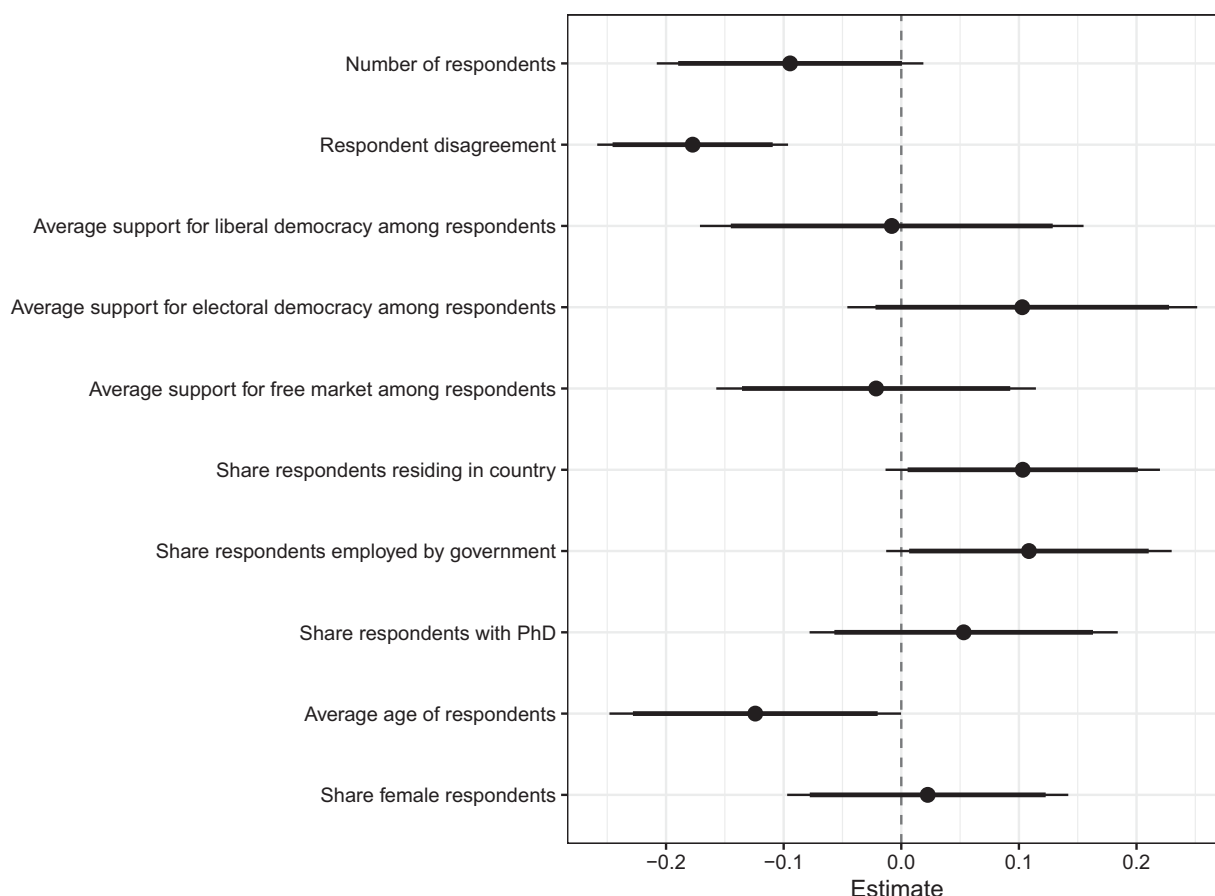 Number of respondents
Respondent disagreement
Average support for liberal democracy among respondents
Average support for electoral democracy among respondents
Average support for free market among respondents
Share respondents residing in country
Share respondents employed by government
Share respondents with PhD
Average age of respondents
Share female respondents
−0.2 −0.1 0.0 0.1 0.2
Estimate